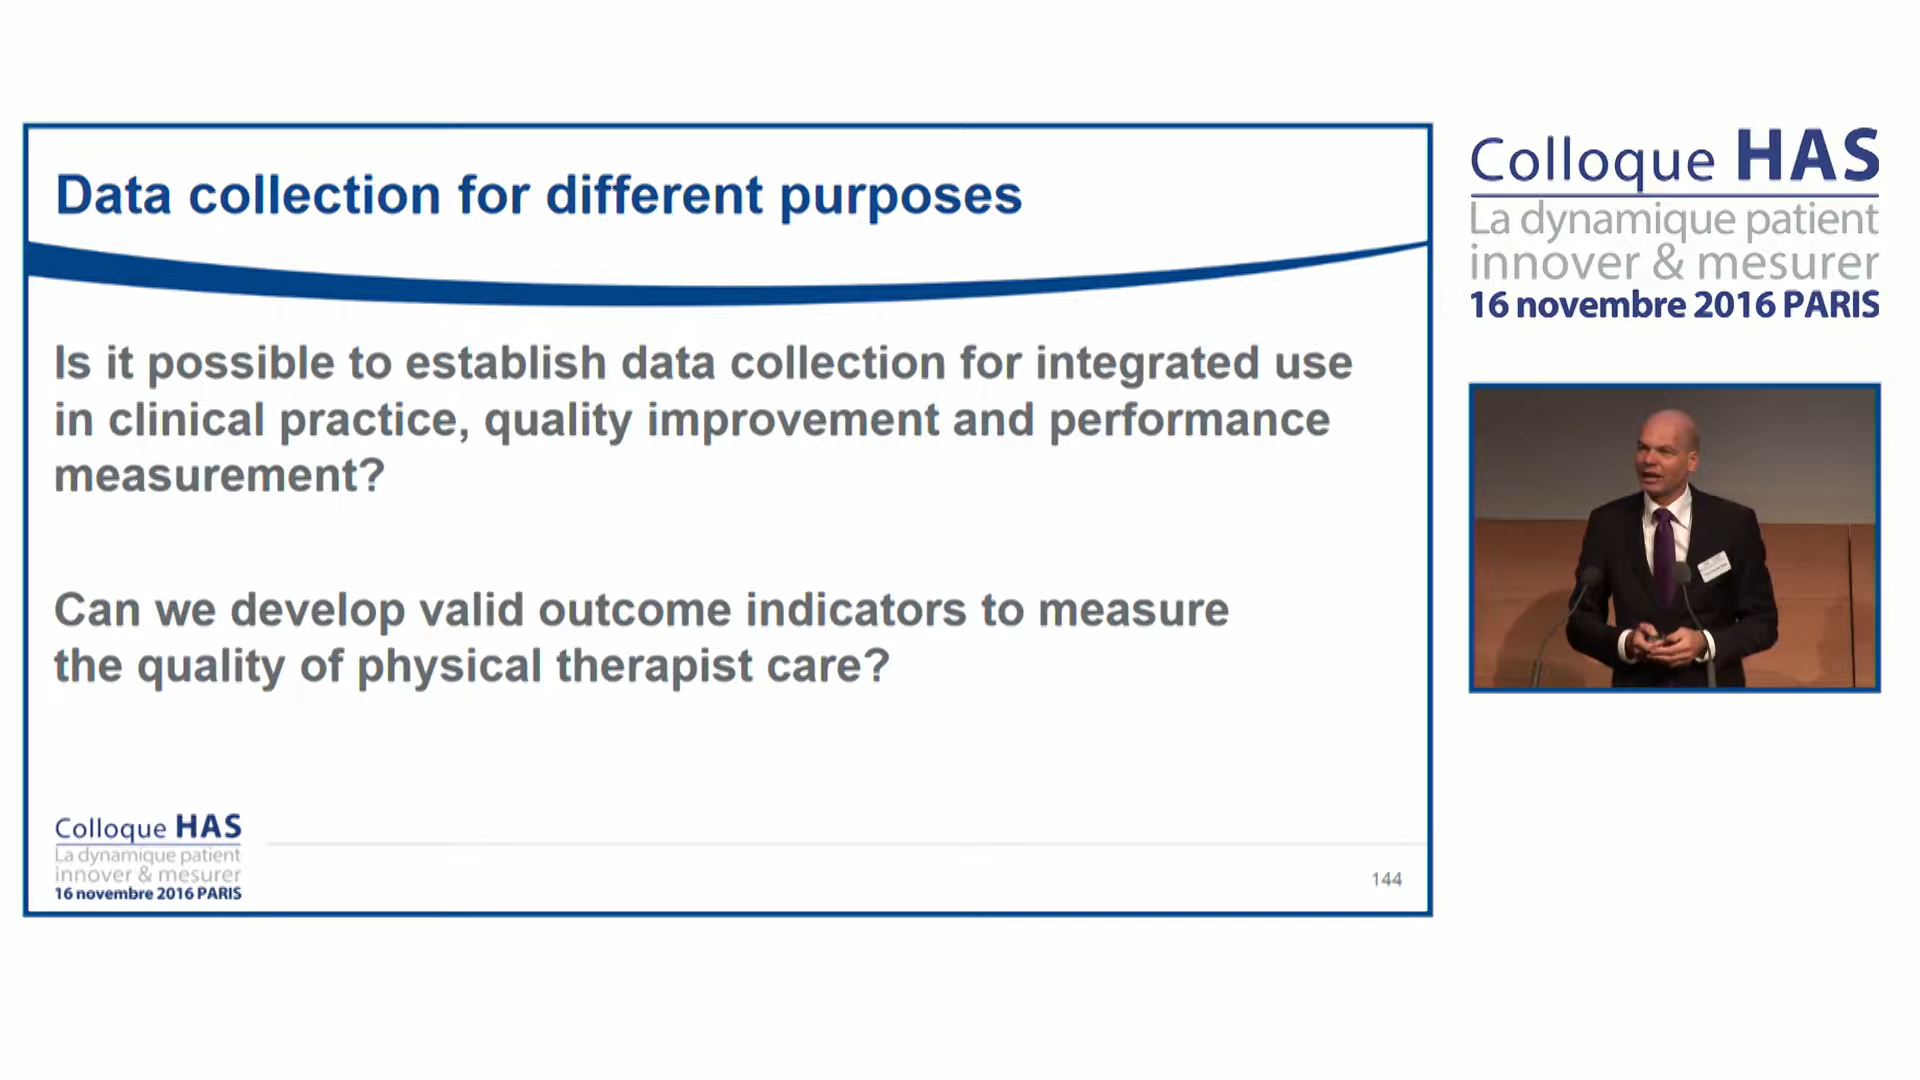 Data collection for different purposes
Is it possible to establish data collection for integrated use
in clinical practice, quality improvement and performance
measurement?
Can we develop valid outcome indicators to measure
the quality of physical therapist care?
Colloque HAS
La dynamique patient
innover & mesurer
16 novembre 2016 PARIS
144
Colloque HAS
La dynamique patient
innover & mesurer
16 novembre 2016 PARIS